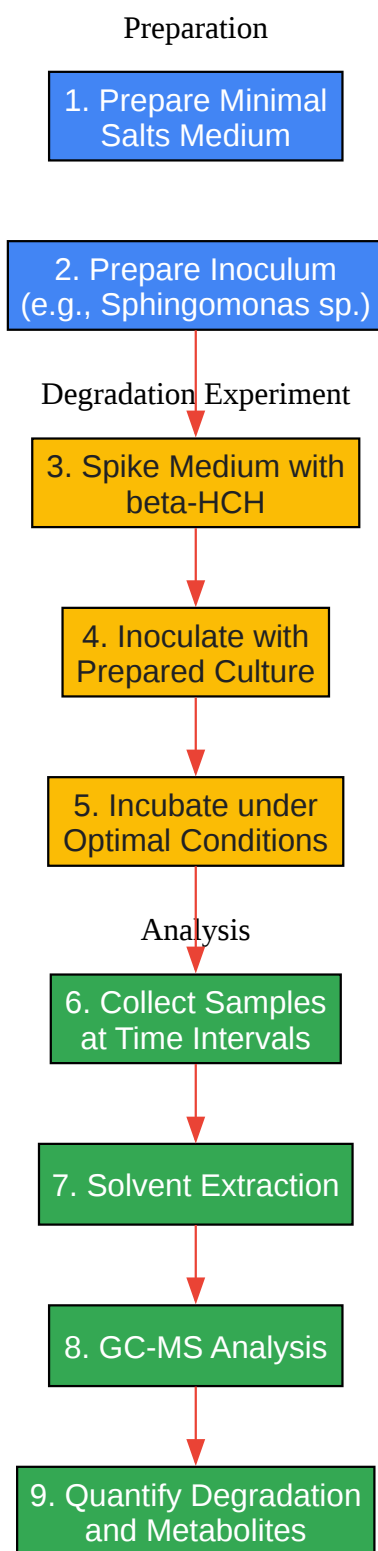 Preparation
1. Prepare Minimal
Salts Medium
2. Prepare Inoculum
(e.g., Sphingomonas sp.)
Degradation Experiment
3. Spike Medium with
beta-HCH
4. Inoculate with
Prepared Culture
5. Incubate under
Optimal Conditions
Analysis
6. Collect Samples
at Time Intervals
7. Solvent Extraction
8. GC-MS Analysis
9. Quantify Degradation
and Metabolites